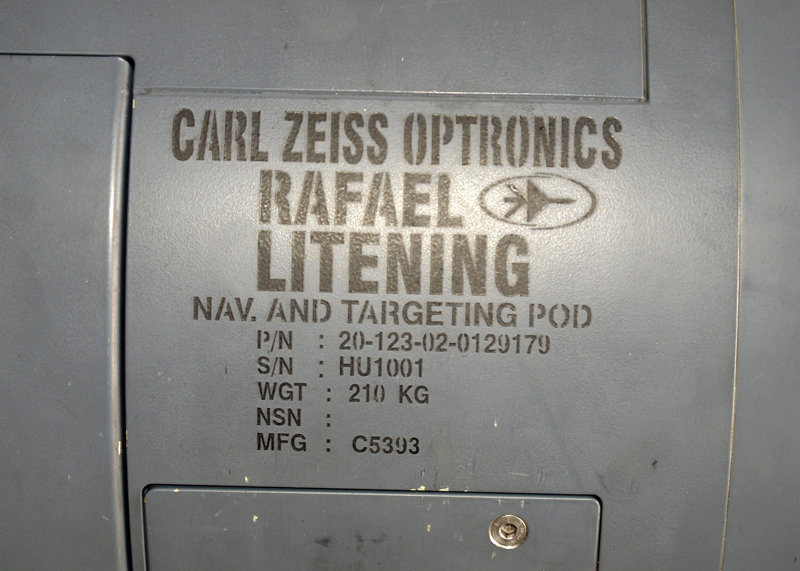 CARL ZEISS OPTRONICS
RAFAEL
LITENING
NAV. AND TARGETING POD
P/N : 20-123-02-0129179
S/N : HU1001
WGT : 210 KG
NSN :
MFG : C5393